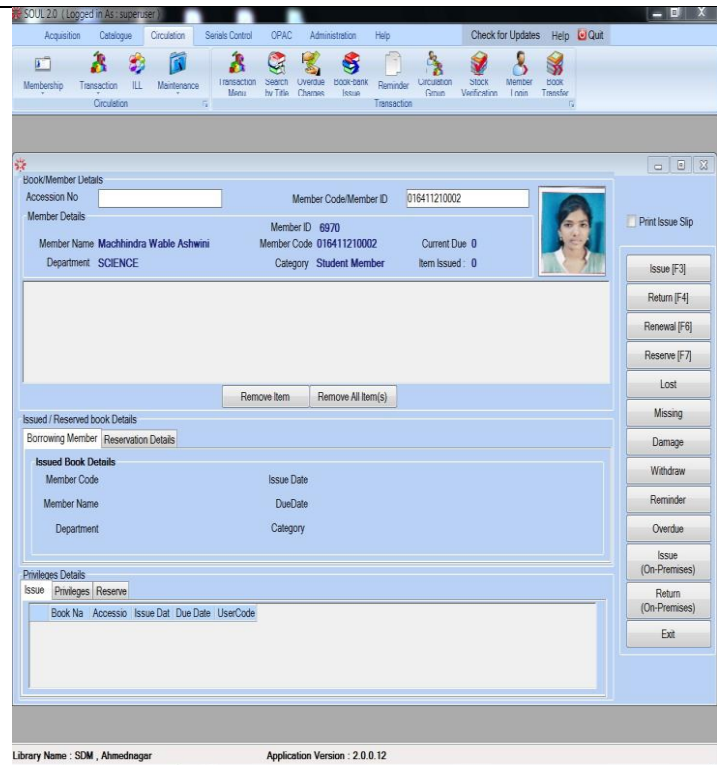 SOUL 2.0 ( Logged in As : superuser )
Acquisition Catalogue Circulation Serials Control OPAC Administration Help Check for Updates Help Quit
Membership Transaction ILL Maintenance Transaction Menu Search by Title Overdue Charges Book-Bank Issue Reminder Circulation Group Stock Verification Member Login Book Transfer
Circulation Transaction
Book/Member Details
Accession No Member Code/Member ID 016411210002
Member Details
Member ID 6970
Member Name Machhindra Wable Ashwini Member Code 016411210002 Current Due 0
Department SCIENCE Category Student Member Item Issued : 0
Print Issue Slip
Issue [F3]
Return [F4]
Renewal [F6]
Reserve [F7]
Lost
Missing
Damage
Withdraw
Reminder
Overdue
Issue
(On-Premises)
Return
(On-Premises)
Exit
Remove Item Remove All Item(s)
Issued / Reserved book Details
Borrowing Member Reservation Details
Issued Book Details
Member Code Issue Date
Member Name DueDate
Department Category
Privileges Details
Issue Privileges Reserve
Book Na Accessio Issue Dat Due Date UserCode
Library Name : SDM , Ahmednagar Application Version : 2.0.0.12